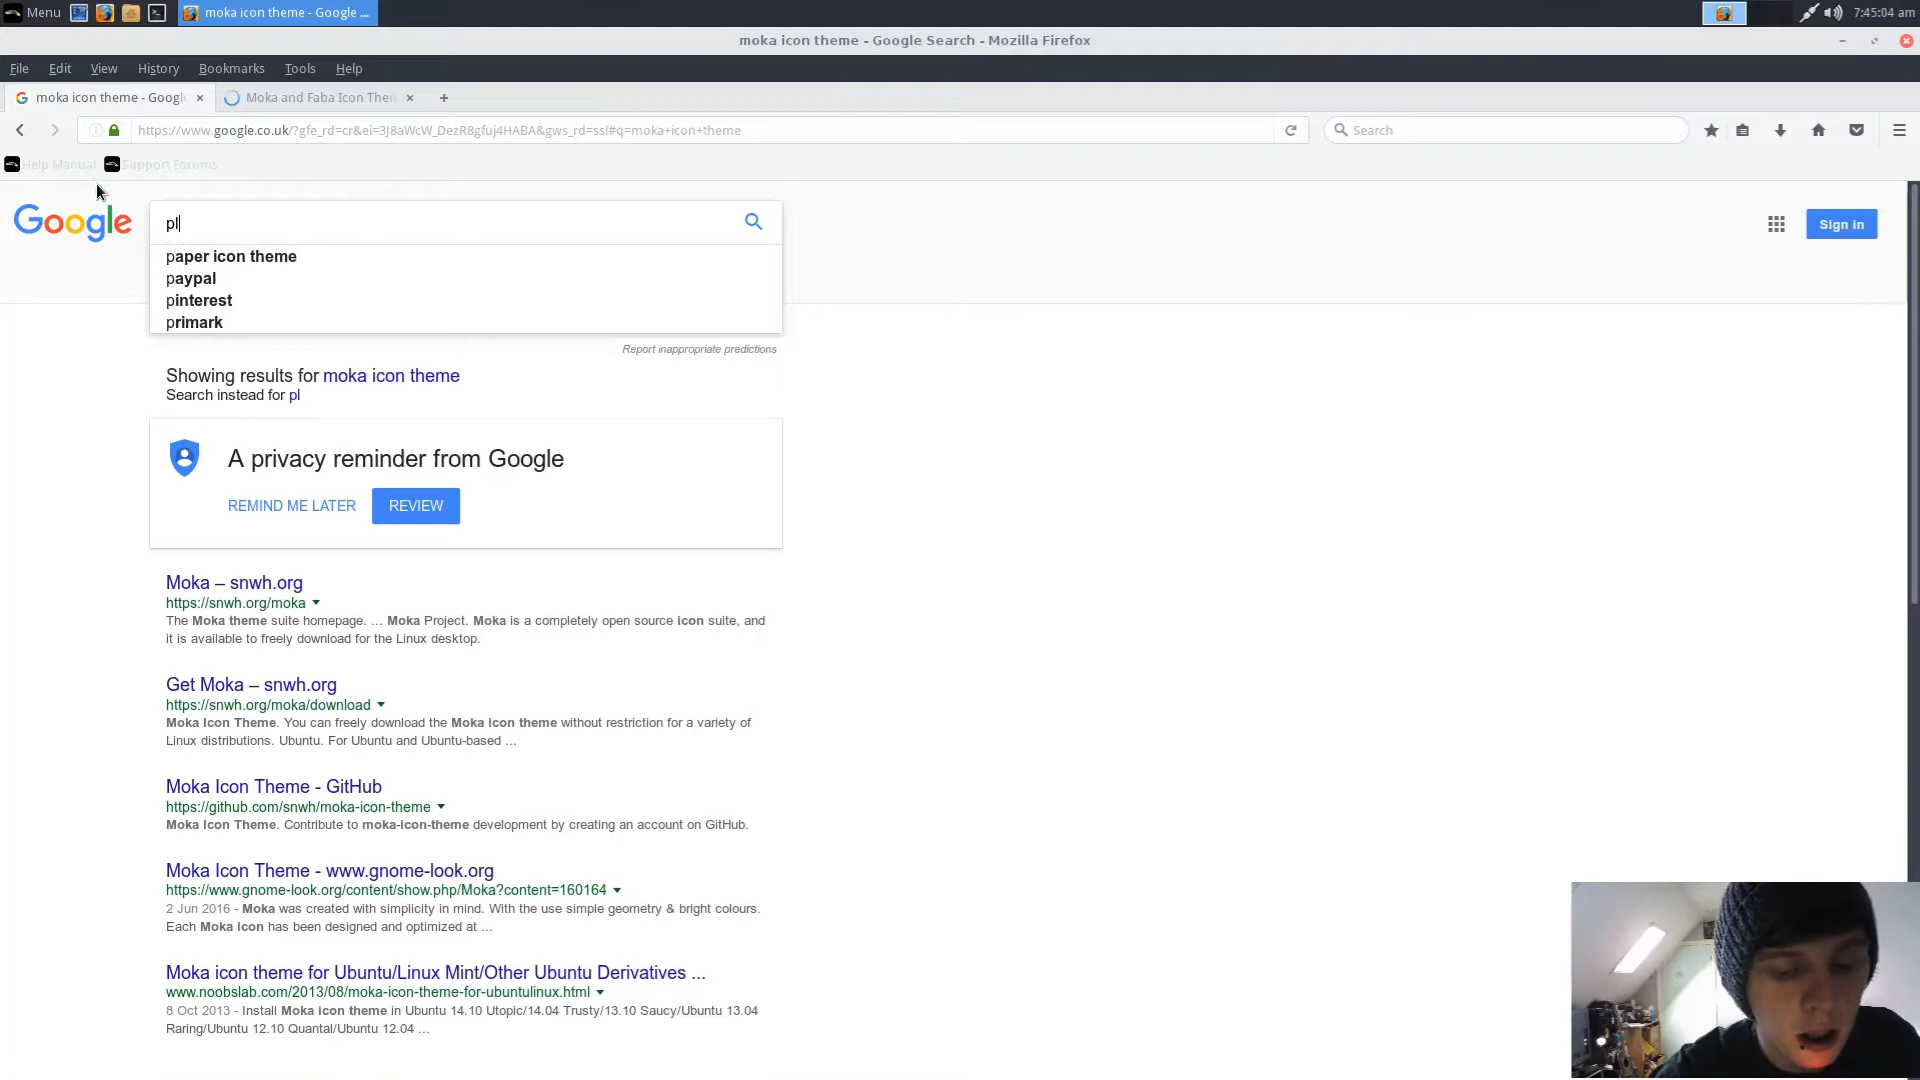 Menu
moka icon theme - Google ...
7:45:04 am
moka icon theme - Google Search - Mozilla Firefox
File Edit View History Bookmarks Tools Help
moka icon theme - Googl
Moka and Faba Icon Then
https://www.google.co.uk/?gfe_rd=cr&ei=3J8aWcW_DezR8gfuj4HABA&gws_rd=ssl#q=moka+icon+theme
Search
Help Manual Support Forums
Google
pl
Sign in
paper icon theme
paypal
pinterest
primark
Report inappropriate predictions
Showing results for moka icon theme
Search instead for pl
A privacy reminder from Google
REMIND ME LATER REVIEW
Moka – snwh.org
https://snwh.org/moka
The Moka theme suite homepage. ... Moka Project. Moka is a completely open source icon suite, and
it is available to freely download for the Linux desktop.
Get Moka – snwh.org
https://snwh.org/moka/download
Moka Icon Theme. You can freely download the Moka icon theme without restriction for a variety of
Linux distributions. Ubuntu. For Ubuntu and Ubuntu-based ...
Moka Icon Theme - GitHub
https://github.com/snwh/moka-icon-theme
Moka Icon Theme. Contribute to moka-icon-theme development by creating an account on GitHub.
Moka Icon Theme - www.gnome-look.org
https://www.gnome-look.org/content/show.php/Moka?content=160164
2 Jun 2016 - Moka was created with simplicity in mind. With the use simple geometry & bright colours.
Each Moka icon has been designed and optimized at ...
Moka icon theme for Ubuntu/Linux Mint/Other Ubuntu Derivatives ...
www.noobslab.com/2013/08/moka-icon-theme-for-ubuntulinux.html
8 Oct 2013 - Install Moka icon theme in Ubuntu 14.10 Utopic/14.04 Trusty/13.10 Saucy/Ubuntu 13.04
Raring/Ubuntu 12.10 Quantal/Ubuntu 12.04 ...